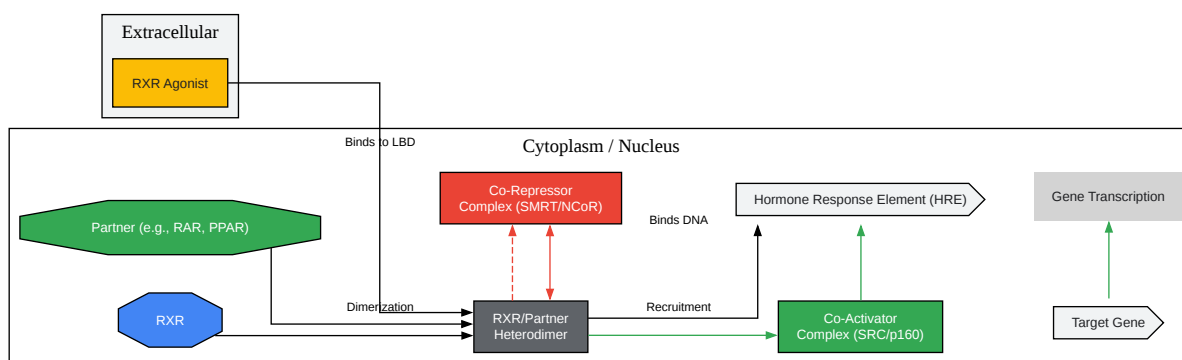 Extracellular
RXR Agonist
Binds to LBD
Cytoplasm / Nucleus
Co-Repressor
Complex (SMRT/NCoR)
Hormone Response Element (HRE)
Gene Transcription
Partner (e.g., RAR, PPAR)
Binds DNA
Dimerization
Recruitment
RXR
RXR/Partner
Heterodimer
Co-Activator
Complex (SRC/p160)
Target Gene